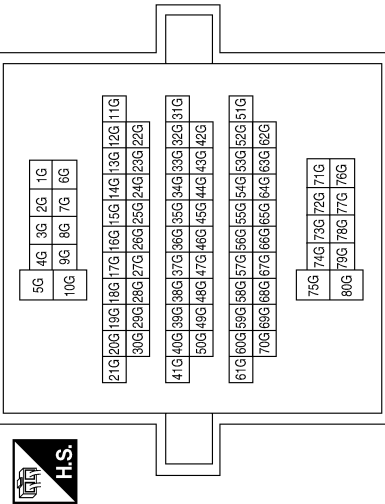 H.S.
5G 4G 3G 2G 1G
10G 9G 8G 7G 6G
21G 20G 19G 18G 17G 16G 15G 14G 13G 12G 11G
30G 29G 28G 27G 26G 25G 24G 23G 22G
41G 40G 39G 38G 37G 36G 35G 34G 33G 32G 31G
50G 49G 48G 47G 46G 45G 44G 43G 42G
61G 60G 59G 58G 57G 56G 55G 54G 53G 52G 51G
70G 69G 68G 67G 66G 65G 64G 63G 62G
75G 74G 73G 72G 71G
80G 79G 78G 77G 76G